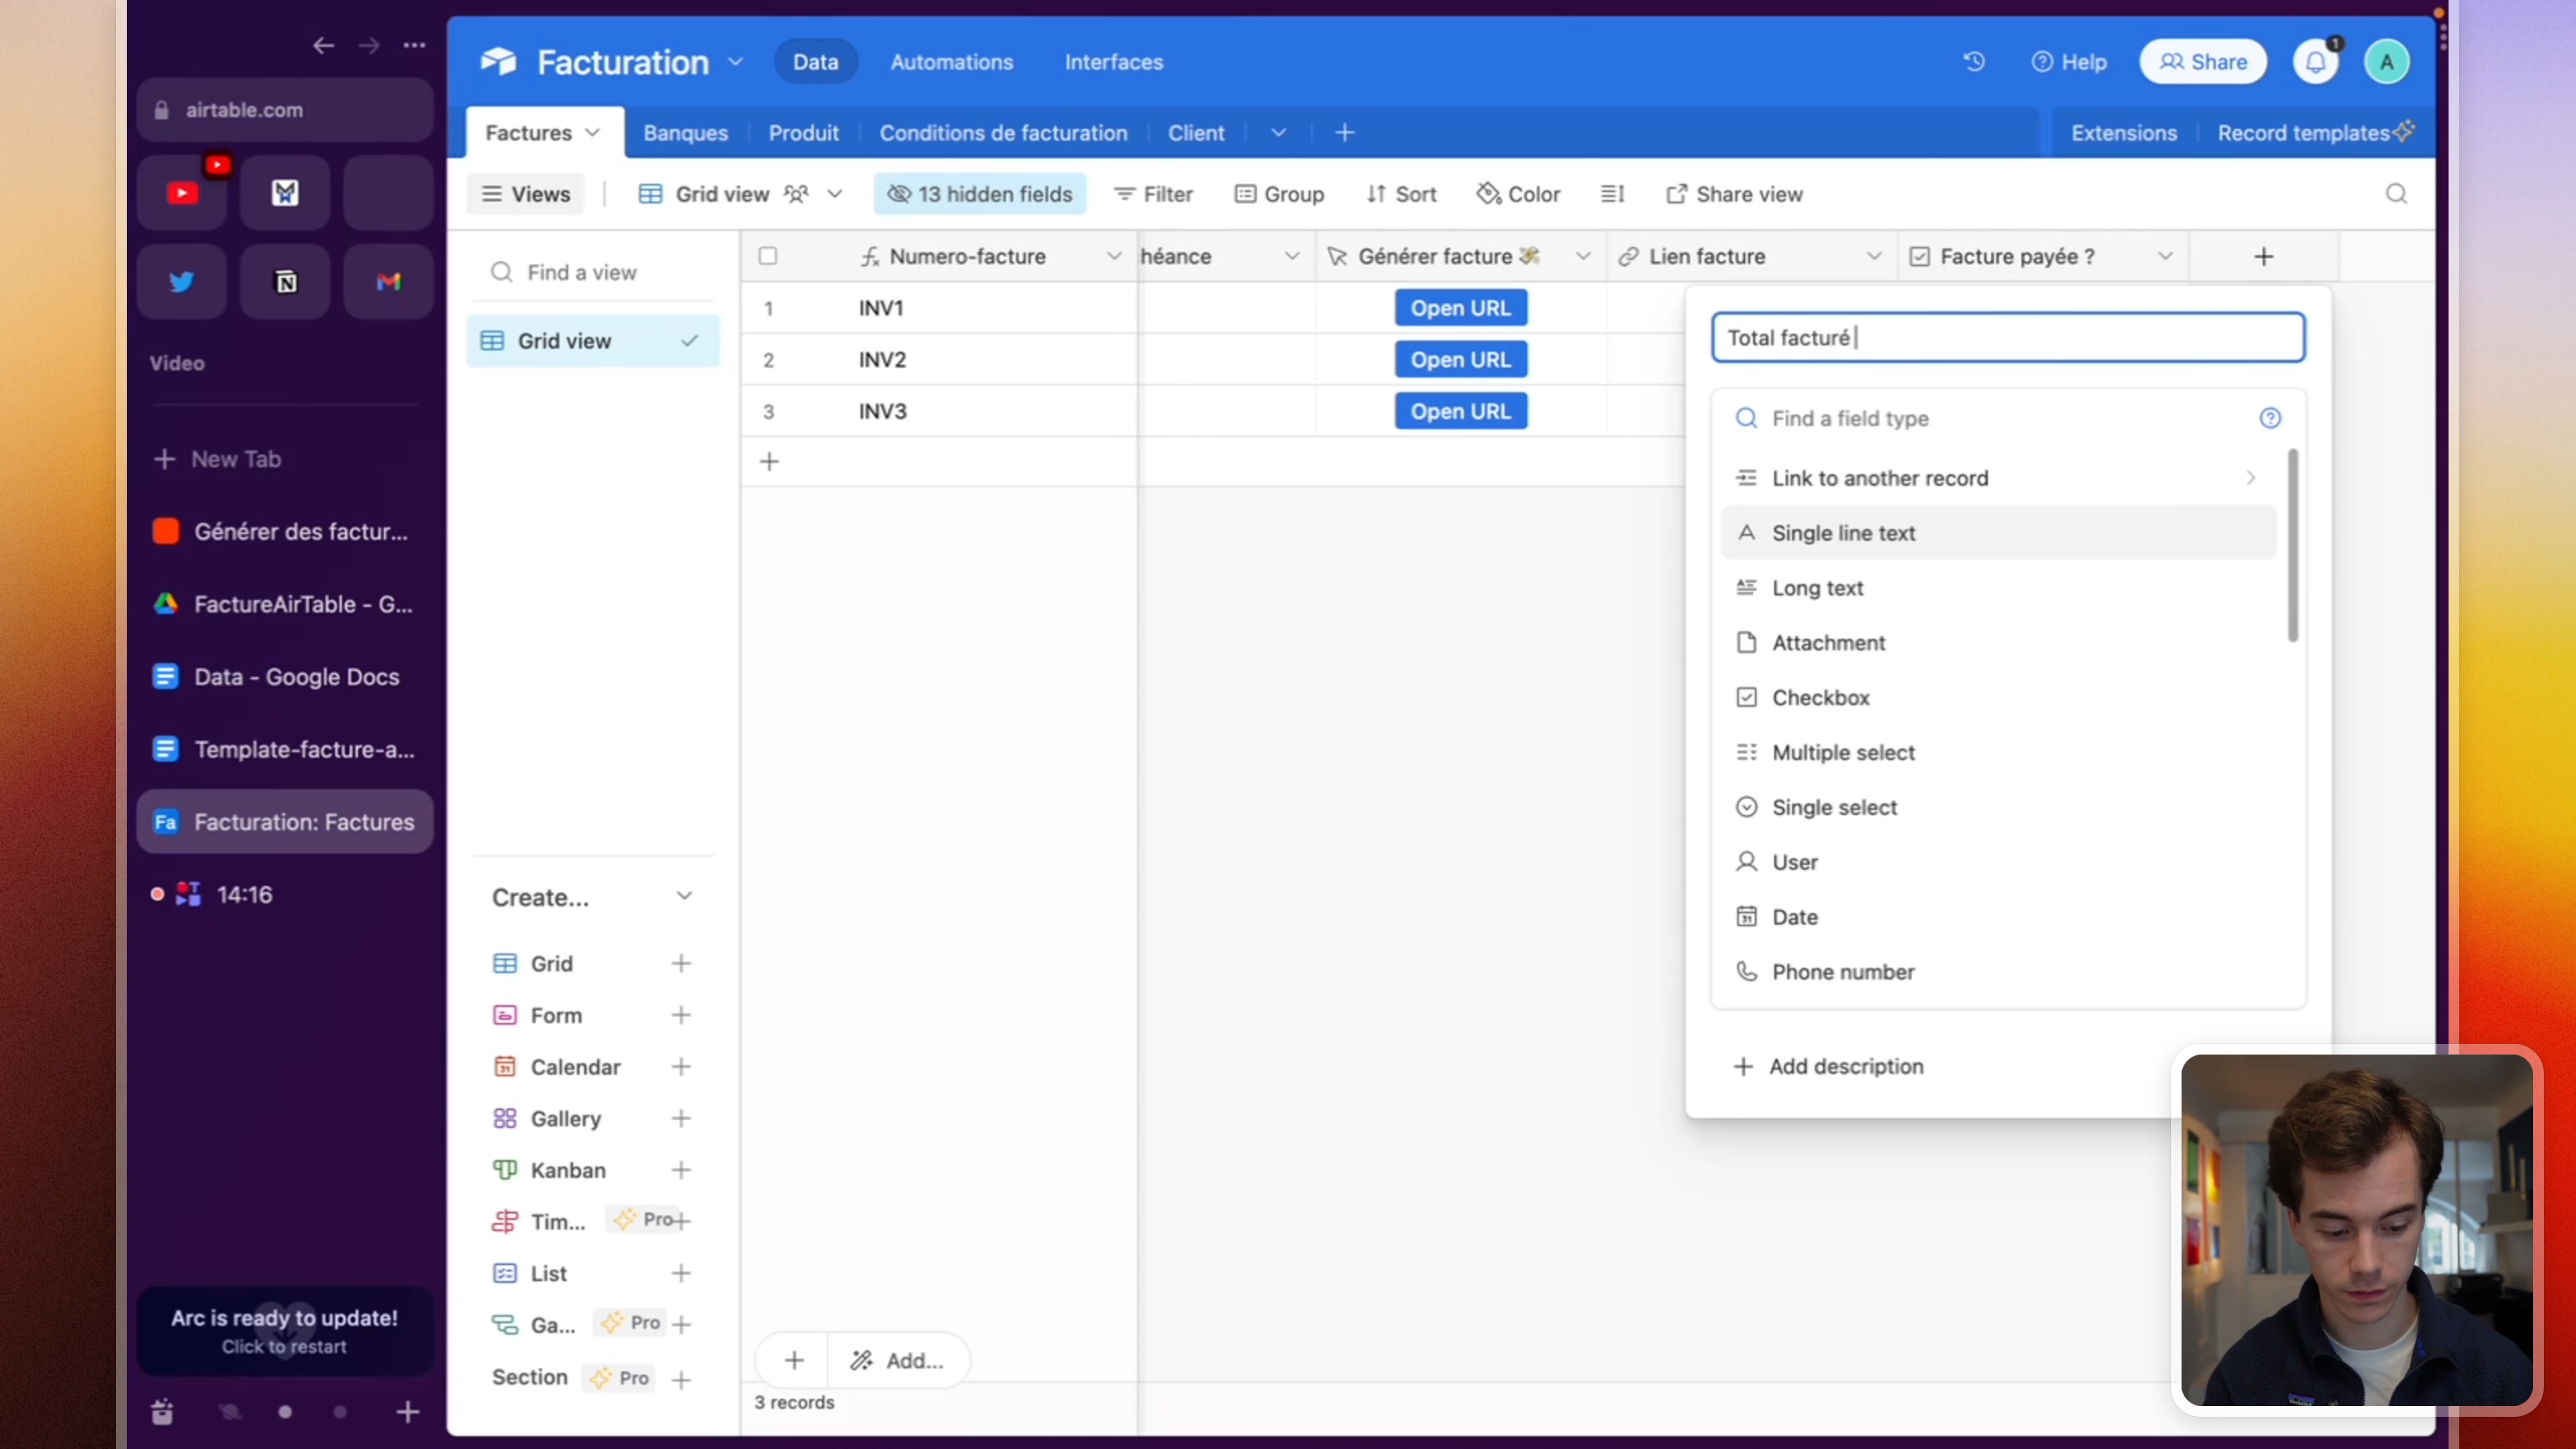 airtable.com
Video
New Tab
Générer des factur...
FactureAirTable - G...
Data - Google Docs
Template-facture-a...
Fa Facturation: Factures
14:16
Arc is ready to update!
Click to restart
Facturation
Data
Automations
Interfaces
Help
Share
1
A
Factures
Banques
Produit
Conditions de facturation
Client
Extensions
Record templates
Views
Grid view
13 hidden fields
Filter
Group
Sort
Color
Share view
Find a view
Grid view
Create...
Grid
Form
Calendar
Gallery
Kanban
Tim... Pro
List
Ga... Pro
Section Pro
Numero-facture
héance
Générer facture
Lien facture
Facture payée ?
1 INV1 Open URL
2 INV2 Open URL
3 INV3 Open URL
Add...
3 records
Total facturé
Find a field type
Link to another record
Single line text
Long text
Attachment
Checkbox
Multiple select
Single select
User
Date
Phone number
Add description